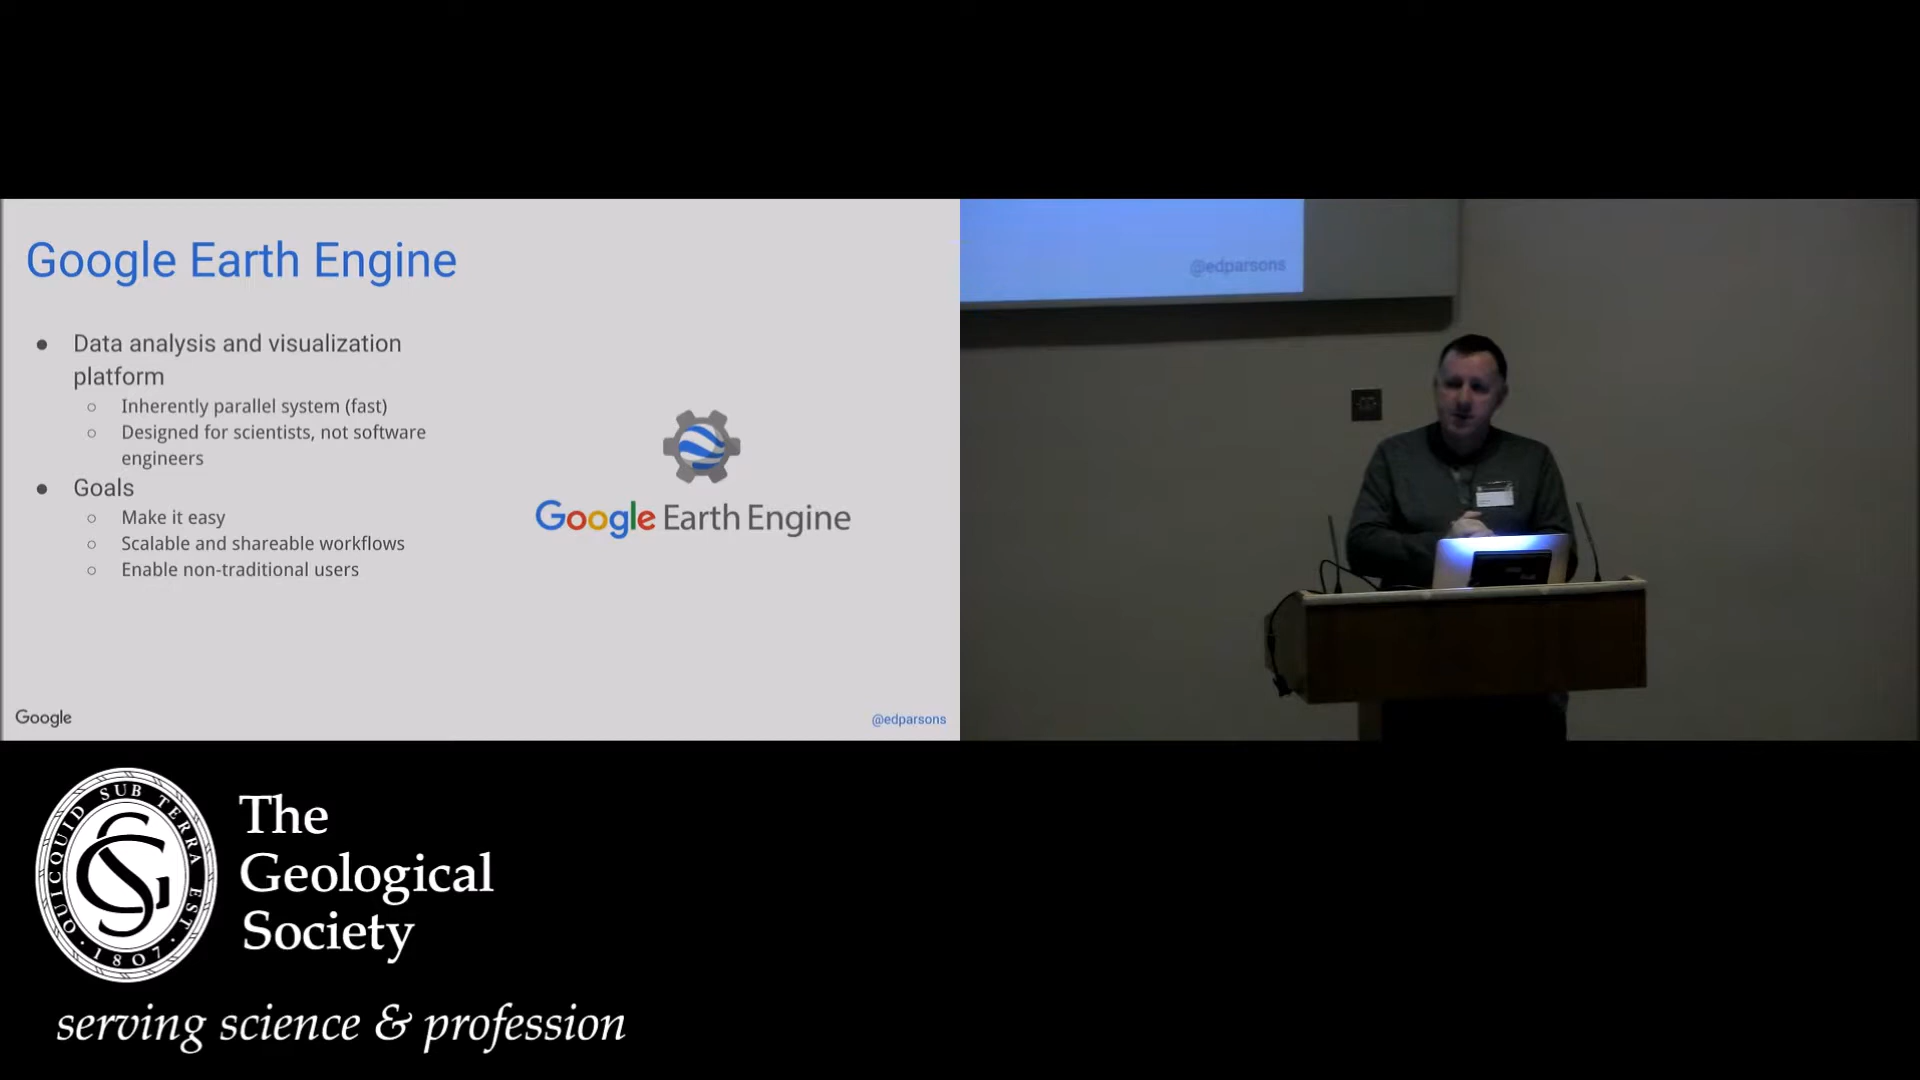 Google Earth Engine
● Data analysis and visualization
platform
○ Inherently parallel system (fast)
○ Designed for scientists, not software
engineers
● Goals
○ Make it easy
○ Scalable and shareable workflows
○ Enable non-traditional users
Google Earth Engine
Google
@edparsons
@edparsons
QUICQUID SUB TERRA EST
1807
The
Geological
Society
serving science & profession